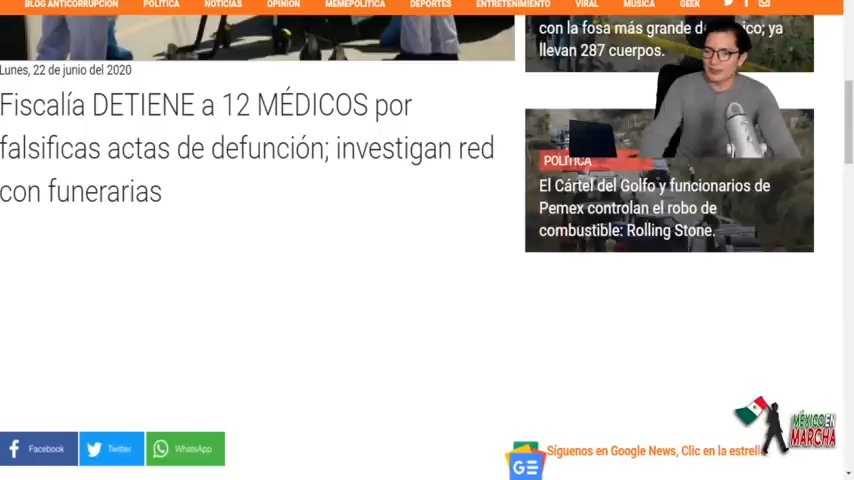 BLOG ANTICORRUPCIÓN POLÍTICA NOTICIAS OPINIÓN MEMEPOLÍTICA DEPORTES ENTRETENIMIENTO VIRAL MÚSICA GEEK
Lunes, 22 de junio del 2020
Fiscalía DETIENE a 12 MÉDICOS por
falsificas actas de defunción; investigan red
con funerarias
con la fosa más grande ya
llevan 287 cuerpos.
POLÍTICA
El Cártel del Golfo y funcionarios de
Pemex controlan el robo de
combustible: Rolling Stone.
Facebook Twitter WhatsApp
GE Síguenos en Google News, Clic en la estrell
MÉXICO EN
MARCHA